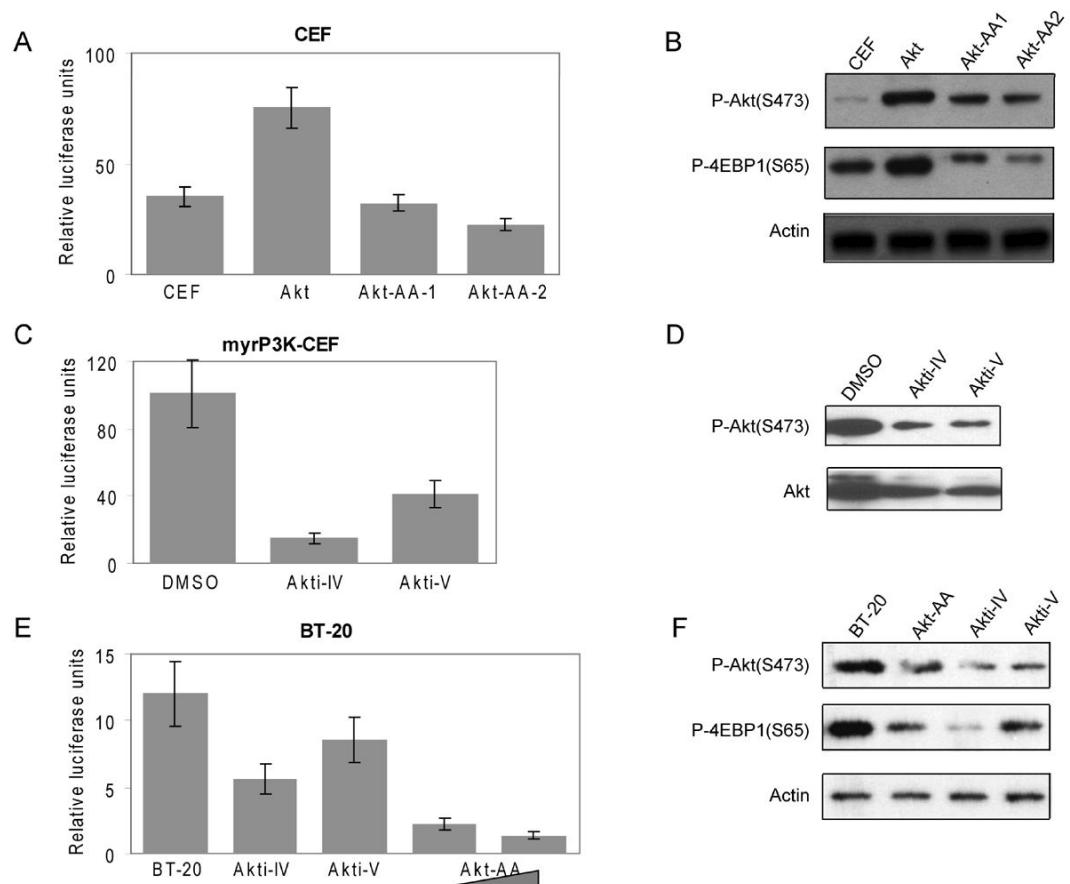 A
CEF
Relative luciferase units
100
50
0
CEF Akt Akt-AA-1 Akt-AA-2
B
CEF Akt Akt-AA1 Akt-AA2
P-Akt(S473)
P-4EBP1(S65)
Actin
C
myrP3K-CEF
Relative luciferase units
120
80
40
0
DMSO Akti-IV Akti-V
D
DMSO Akti-IV Akti-V
P-Akt(S473)
Akt
E
BT-20
Relative luciferase units
15
10
5
0
BT-20 Akti-IV Akti-V Akt-AA
F
BT-20 Akt-AA Akti-IV Akti-V
P-Akt(S473)
P-4EBP1(S65)
Actin